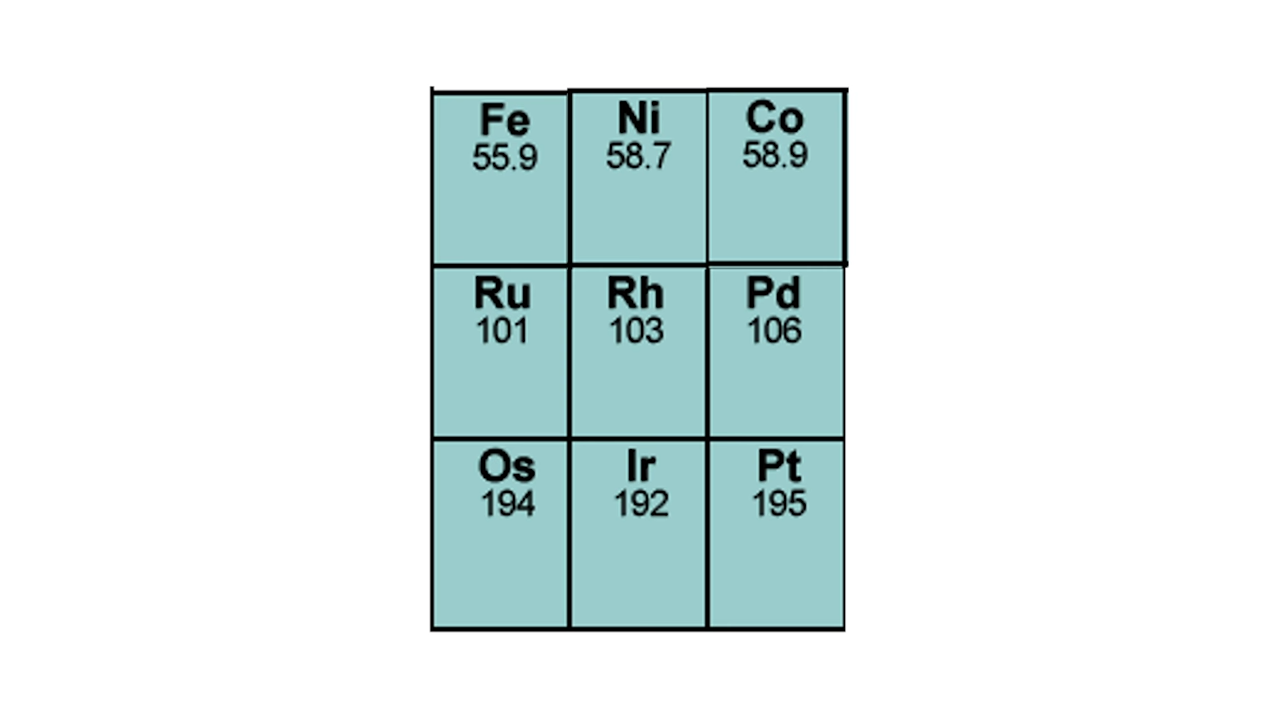 Fe Ni Co
55.9 58.7 58.9
Ru Rh Pd
101 103 106
Os Ir Pt
194 192 195